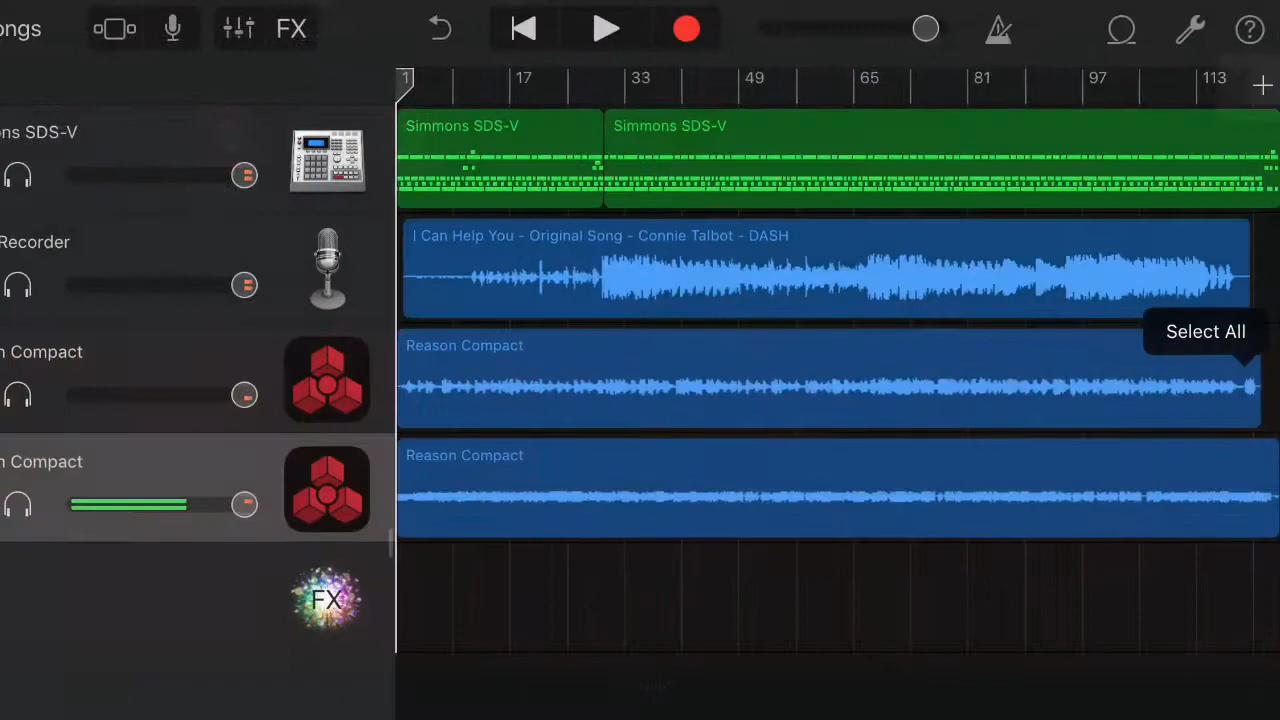 ongs
FX
1
17
33
49
65
81
97
113
ns SDS-V
Simmons SDS-V
Simmons SDS-V
Recorder
I Can Help You - Original Song - Connie Talbot - DASH
Select All
n Compact
Reason Compact
n Compact
Reason Compact
FX